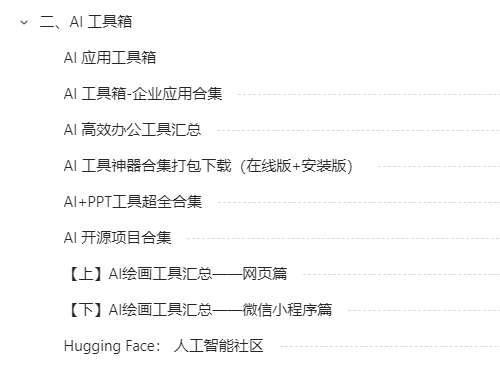 二、AI 工具箱
AI 应用工具箱
AI 工具箱-企业应用合集
AI 高效办公工具汇总
AI 工具神器合集打包下载（在线版+安装版）
AI+PPT工具超全合集
AI 开源项目合集
【上】AI绘画工具汇总——网页篇
【下】AI绘画工具汇总——微信小程序篇
Hugging Face： 人工智能社区